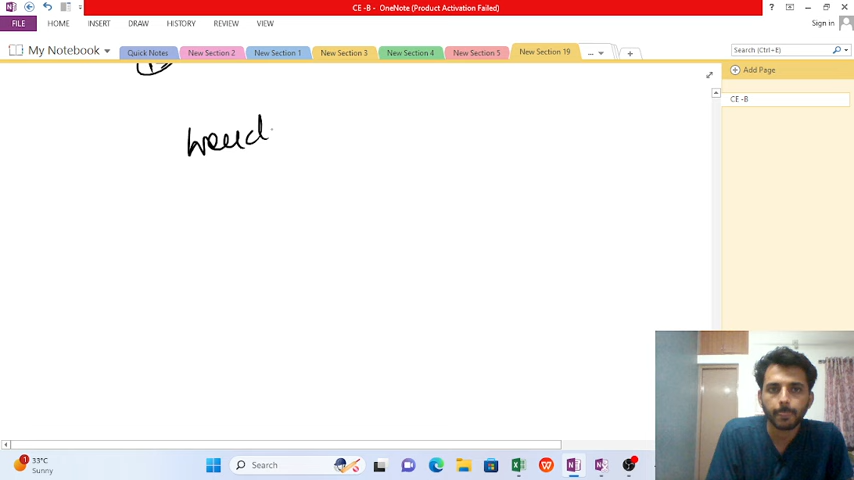 CE -B - OneNote (Product Activation Failed)
FILE HOME INSERT DRAW HISTORY REVIEW VIEW Sign in
My Notebook Quick Notes New Section 2 New Section 1 New Section 3 New Section 4 New Section 5 New Section 19 ... Search (Ctrl+E)
Add Page
CE -B
33°C
Sunny
1
Search